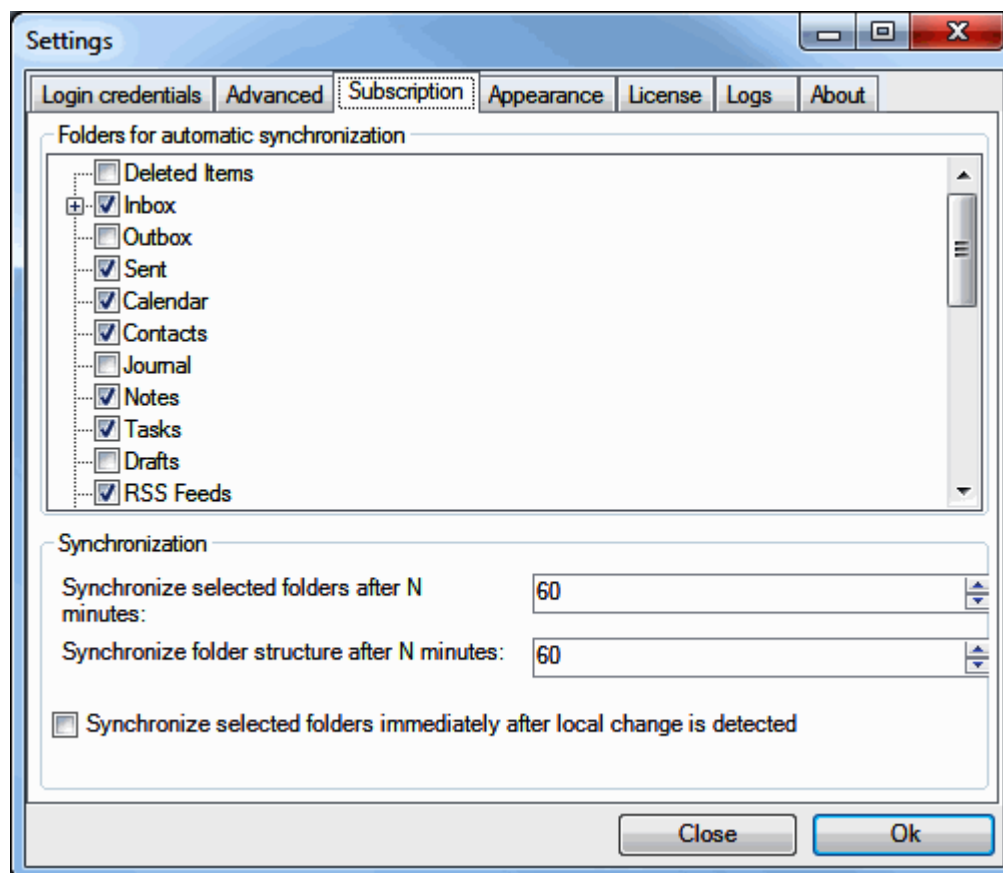 Settings
Login credentials Advanced Subscription Appearance License Logs About
Folders for automatic synchronization
Deleted Items
Inbox
Outbox
Sent
Calendar
Contacts
Journal
Notes
Tasks
Drafts
RSS Feeds
Synchronization
Synchronize selected folders after N
minutes:
60
Synchronize folder structure after N minutes:
60
Synchronize selected folders immediately after local change is detected
Close
Ok